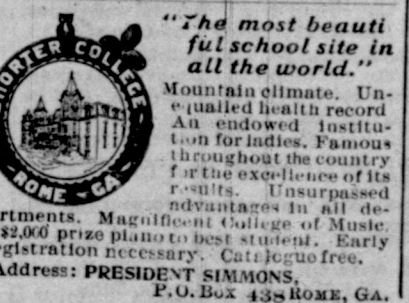 "The most beauti
ful school site in
all the world."
SHORTER COLLEGE
ROME GA.
Mountain climate. Un-
equalled health record
An endowed institu-
tion for ladies. Famous
throughout the country
for the excellence of its
results. Unsurpassed
advantages in all de-
rtments. Magnificent College of Music.
$2,000 prize piano to best student. Early
gistration necessary. Catalogue free.
Address: PRESIDENT SIMMONS,
P.O. Box 438 ROME, GA.